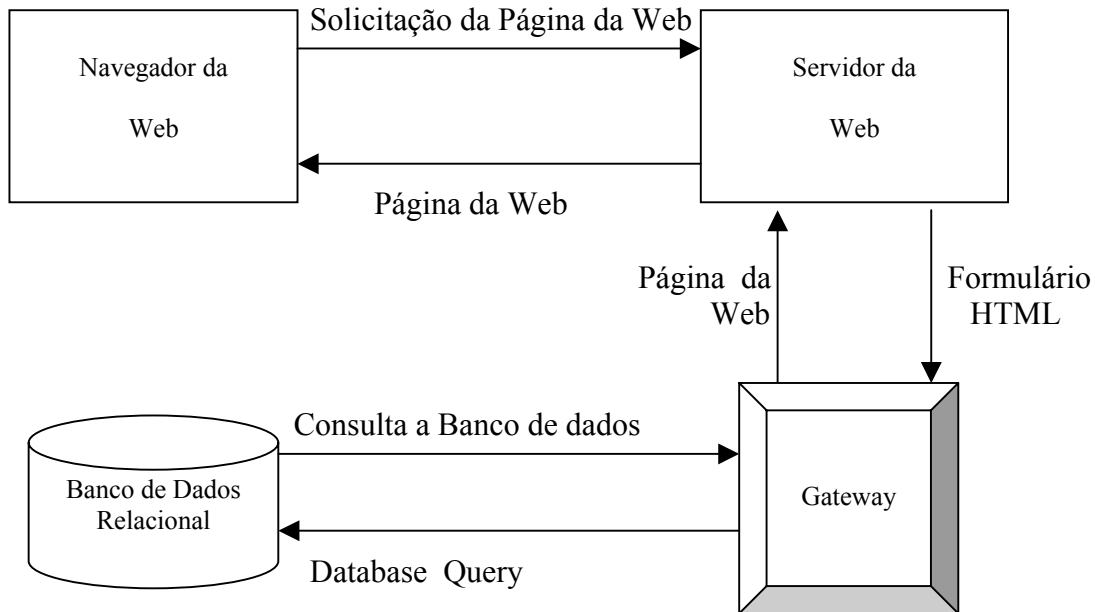 Solicitação da Página da Web
Navegador da
Web
Servidor da
Web
Página da Web
Página da
Web
Formulário
HTML
Consulta a Banco de dados
Banco de Dados
Relacional
Gateway
Database Query